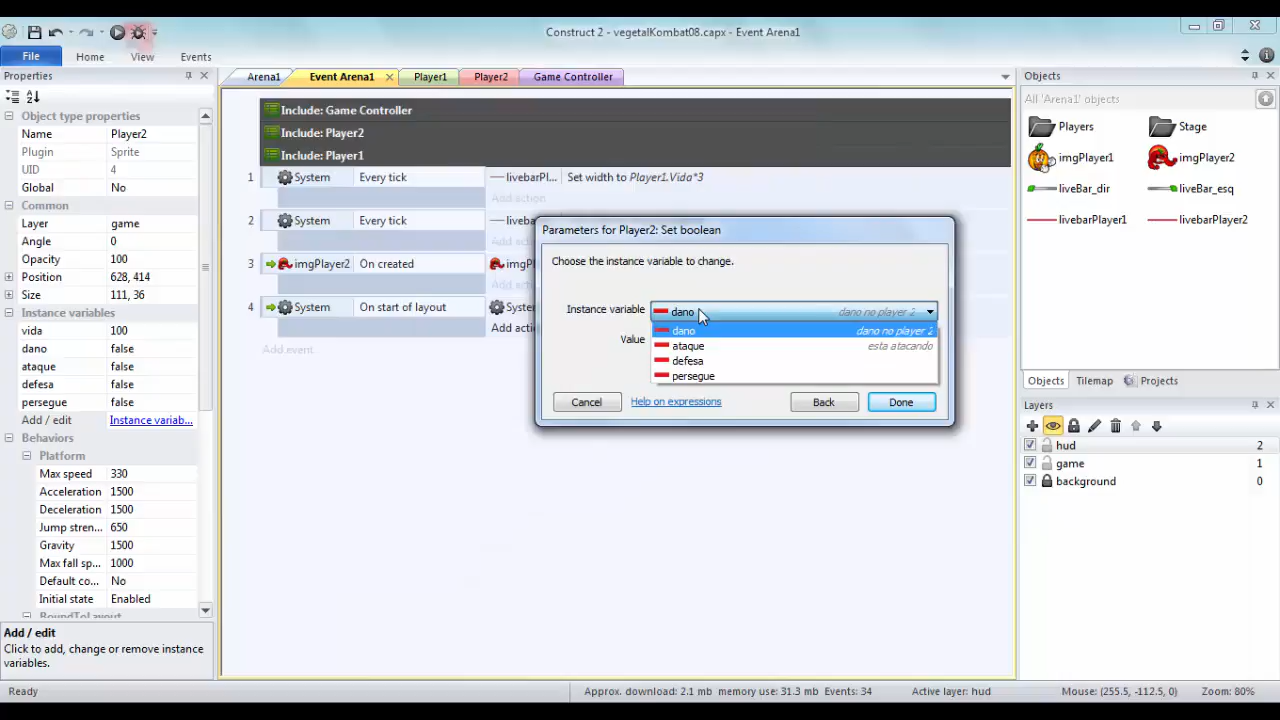 Construct 2 - vegetalKombat08.capx - Event Arena1
File
Home
View
Events
Properties
Object type properties
Name Player2
Plugin Sprite
UID 4
Global No
Common
Layer game
Angle 0
Opacity 100
Position 628, 414
Size 111, 36
Instance variables
vida 100
dano false
ataque false
defesa false
persegue false
Add / edit Instance variab...
Behaviors
Platform
Max speed 330
Acceleration 1500
Deceleration 1500
Jump stren... 650
Gravity 1500
Max fall sp... 1000
Default co... No
Initial state Enabled
BoundToLayout
Add / edit
Click to add, change or remove instance
variables.
Arena1
Event Arena1
Player1
Player2
Game Controller
Include: Game Controller
Include: Player2
Include: Player1
1 System Every tick livebarPl... Set width to Player1.Vida*3
Add action
2 System Every tick
3 imgPlayer2 On created
4 System On start of layout
Add event
Parameters for Player2: Set boolean
Choose the instance variable to change.
Instance variable dano dano no player 2
dano dano no player 2
Value
ataque esta atacando
defesa
persegue
Cancel
Help on expressions
Back
Done
Objects
All 'Arena1' objects
Players
Stage
imgPlayer1
imgPlayer2
liveBar_dir
liveBar_esq
livebarPlayer1
livebarPlayer2
Objects
Tilemap
Projects
Layers
hud 2
game 1
background 0
Ready
Approx. download: 2.1 mb memory use: 31.3 mb Events: 34
Active layer: hud
Mouse: (255.5, -112.5, 0)
Zoom: 80%